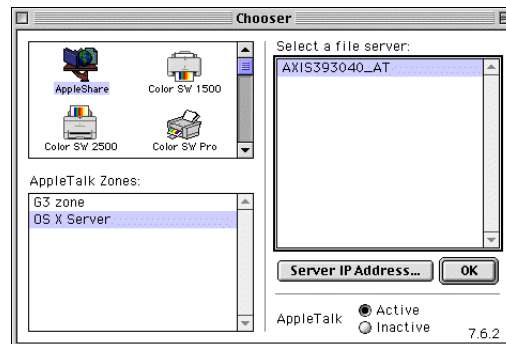 Chooser
AppleShare
Color SW 1500
Color SW 2500
Color SW Pro
AppleTalk Zones:
G3 zone
OS X Server
Select a file server:
AXIS393040_AT
Server IP Address...
OK
AppleTalk
Active
Inactive
7.6.2